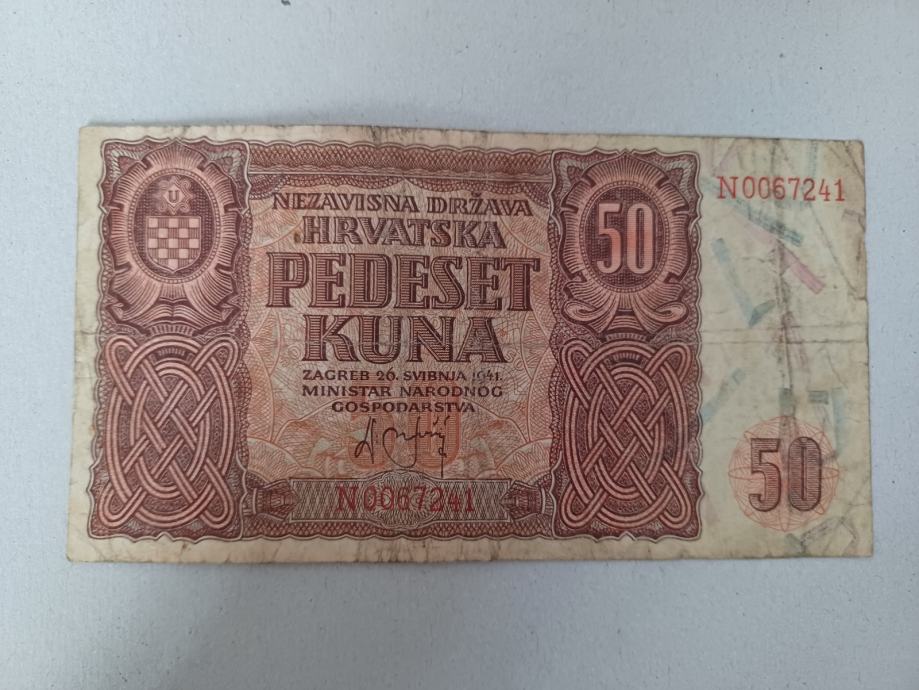 U
NEZAVISNA DRŽAVA
HRVATSKA
PEDESET
KUNA
ZAGREB 26. SVIBNJA 1941.
MINISTAR NARODNOG
GOSPODARSTVA
N0067241
50
N0067241
50